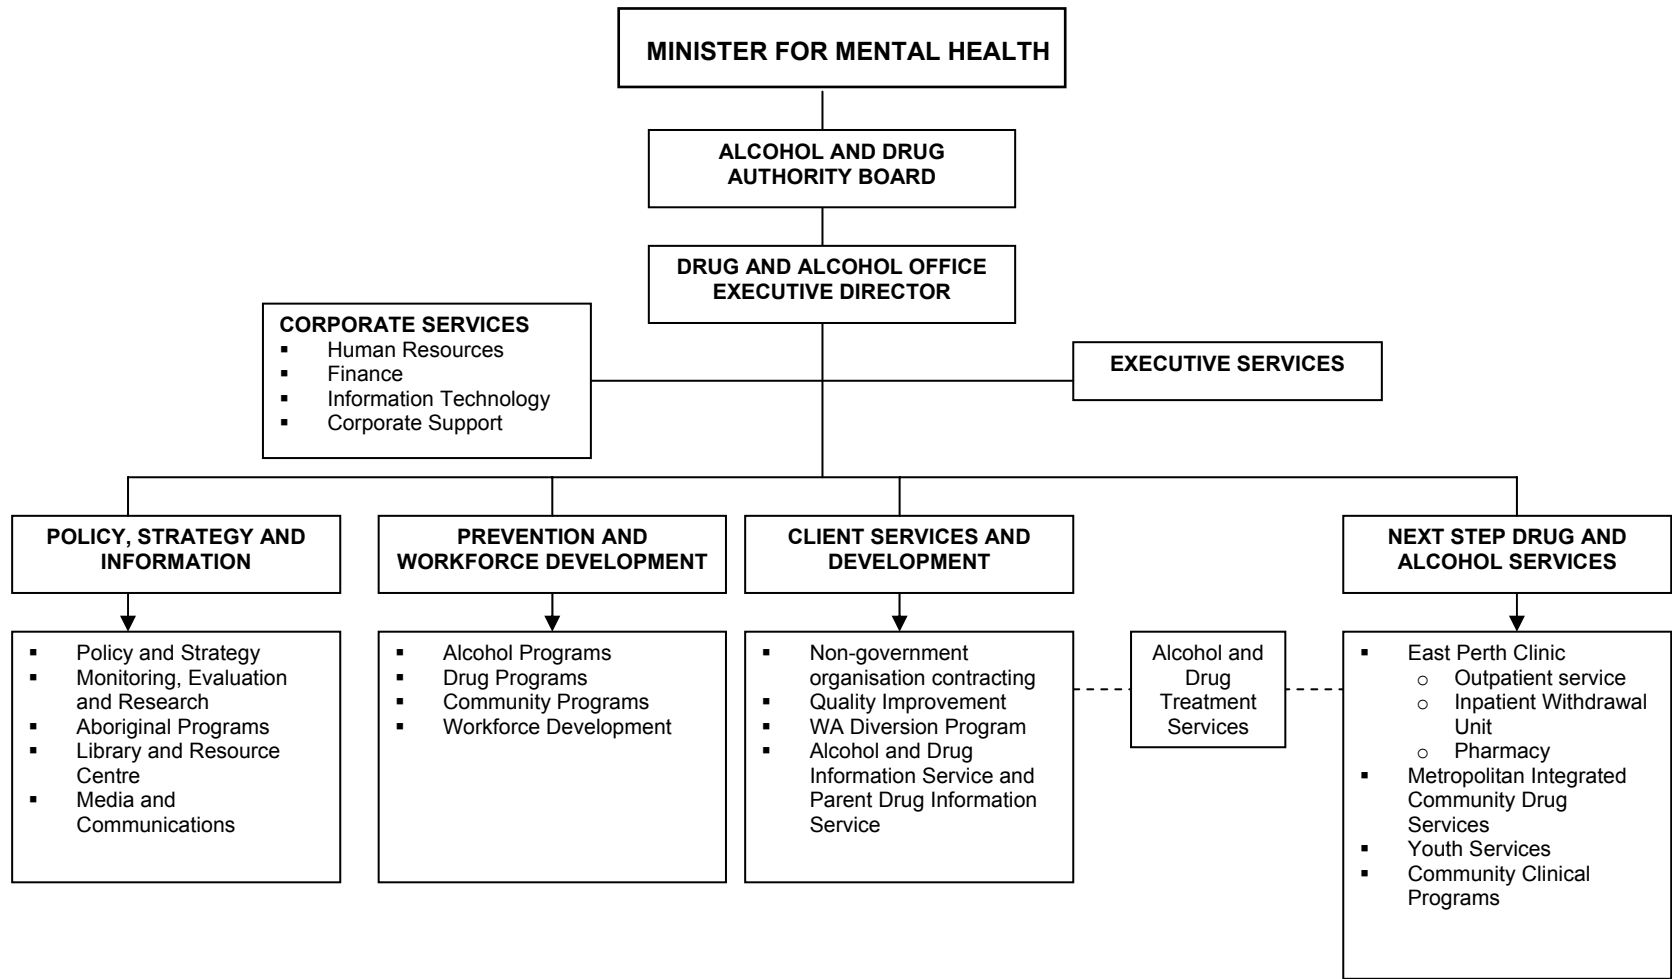 MINISTER FOR MENTAL HEALTH
ALCOHOL AND DRUG
AUTHORITY BOARD
DRUG AND ALCOHOL OFFICE
EXECUTIVE DIRECTOR
CORPORATE SERVICES
▪ Human Resources
▪ Finance
▪ Information Technology
▪ Corporate Support
EXECUTIVE SERVICES
POLICY, STRATEGY AND
INFORMATION
PREVENTION AND
WORKFORCE DEVELOPMENT
CLIENT SERVICES AND
DEVELOPMENT
NEXT STEP DRUG AND
ALCOHOL SERVICES
▪ Policy and Strategy
▪ Monitoring, Evaluation
and Research
▪ Aboriginal Programs
▪ Library and Resource
Centre
▪ Media and
Communications
▪ Alcohol Programs
▪ Drug Programs
▪ Community Programs
▪ Workforce Development
▪ Non-government
organisation contracting
▪ Quality Improvement
▪ WA Diversion Program
▪ Alcohol and Drug
Information Service and
Parent Drug Information
Service
Alcohol and
Drug
Treatment
Services
▪ East Perth Clinic
o Outpatient service
o Inpatient Withdrawal
Unit
o Pharmacy
▪ Metropolitan Integrated
Community Drug
Services
▪ Youth Services
▪ Community Clinical
Programs